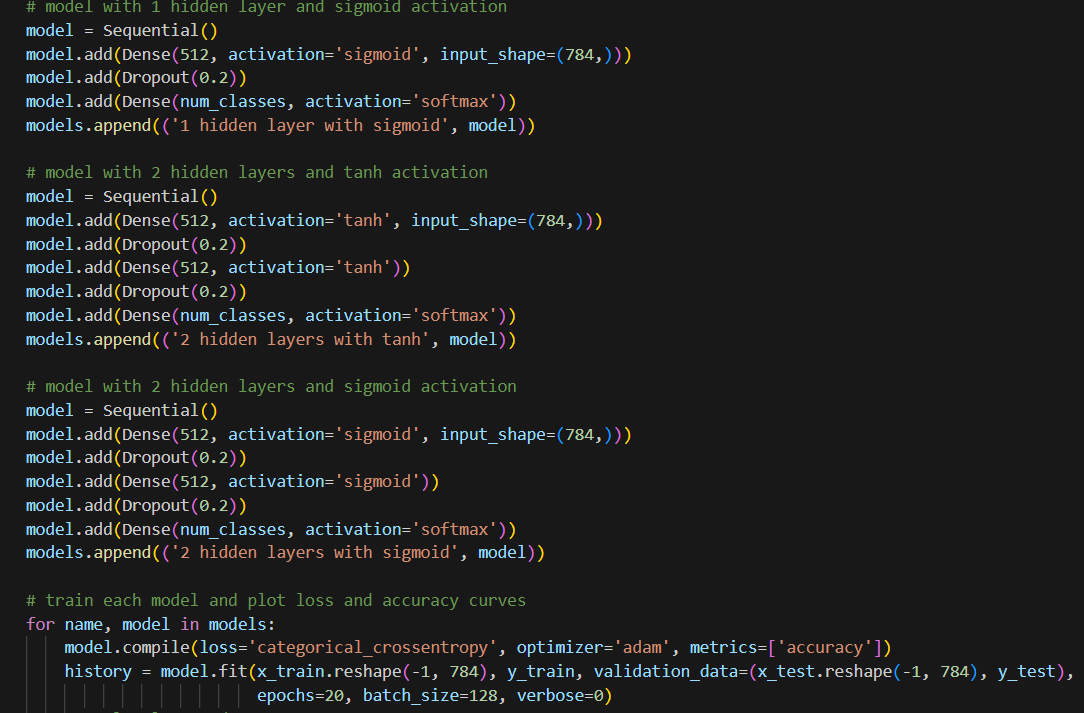 # model with 1 hidden layer and sigmoid activation
model = Sequential()
model.add(Dense(512, activation='sigmoid', input_shape=(784,)))
model.add(Dropout(0.2))
model.add(Dense(num_classes, activation='softmax'))
models.append(('1 hidden layer with sigmoid', model))

# model with 2 hidden layers and tanh activation
model = Sequential()
model.add(Dense(512, activation='tanh', input_shape=(784,)))
model.add(Dropout(0.2))
model.add(Dense(512, activation='tanh'))
model.add(Dropout(0.2))
model.add(Dense(num_classes, activation='softmax'))
models.append(('2 hidden layers with tanh', model))

# model with 2 hidden layers and sigmoid activation
model = Sequential()
model.add(Dense(512, activation='sigmoid', input_shape=(784,)))
model.add(Dropout(0.2))
model.add(Dense(512, activation='sigmoid'))
model.add(Dropout(0.2))
model.add(Dense(num_classes, activation='softmax'))
models.append(('2 hidden layers with sigmoid', model))

# train each model and plot loss and accuracy curves
for name, model in models:
    model.compile(loss='categorical_crossentropy', optimizer='adam', metrics=['accuracy'])
    history = model.fit(x_train.reshape(-1, 784), y_train, validation_data=(x_test.reshape(-1, 784), y_test),
                        epochs=20, batch_size=128, verbose=0)